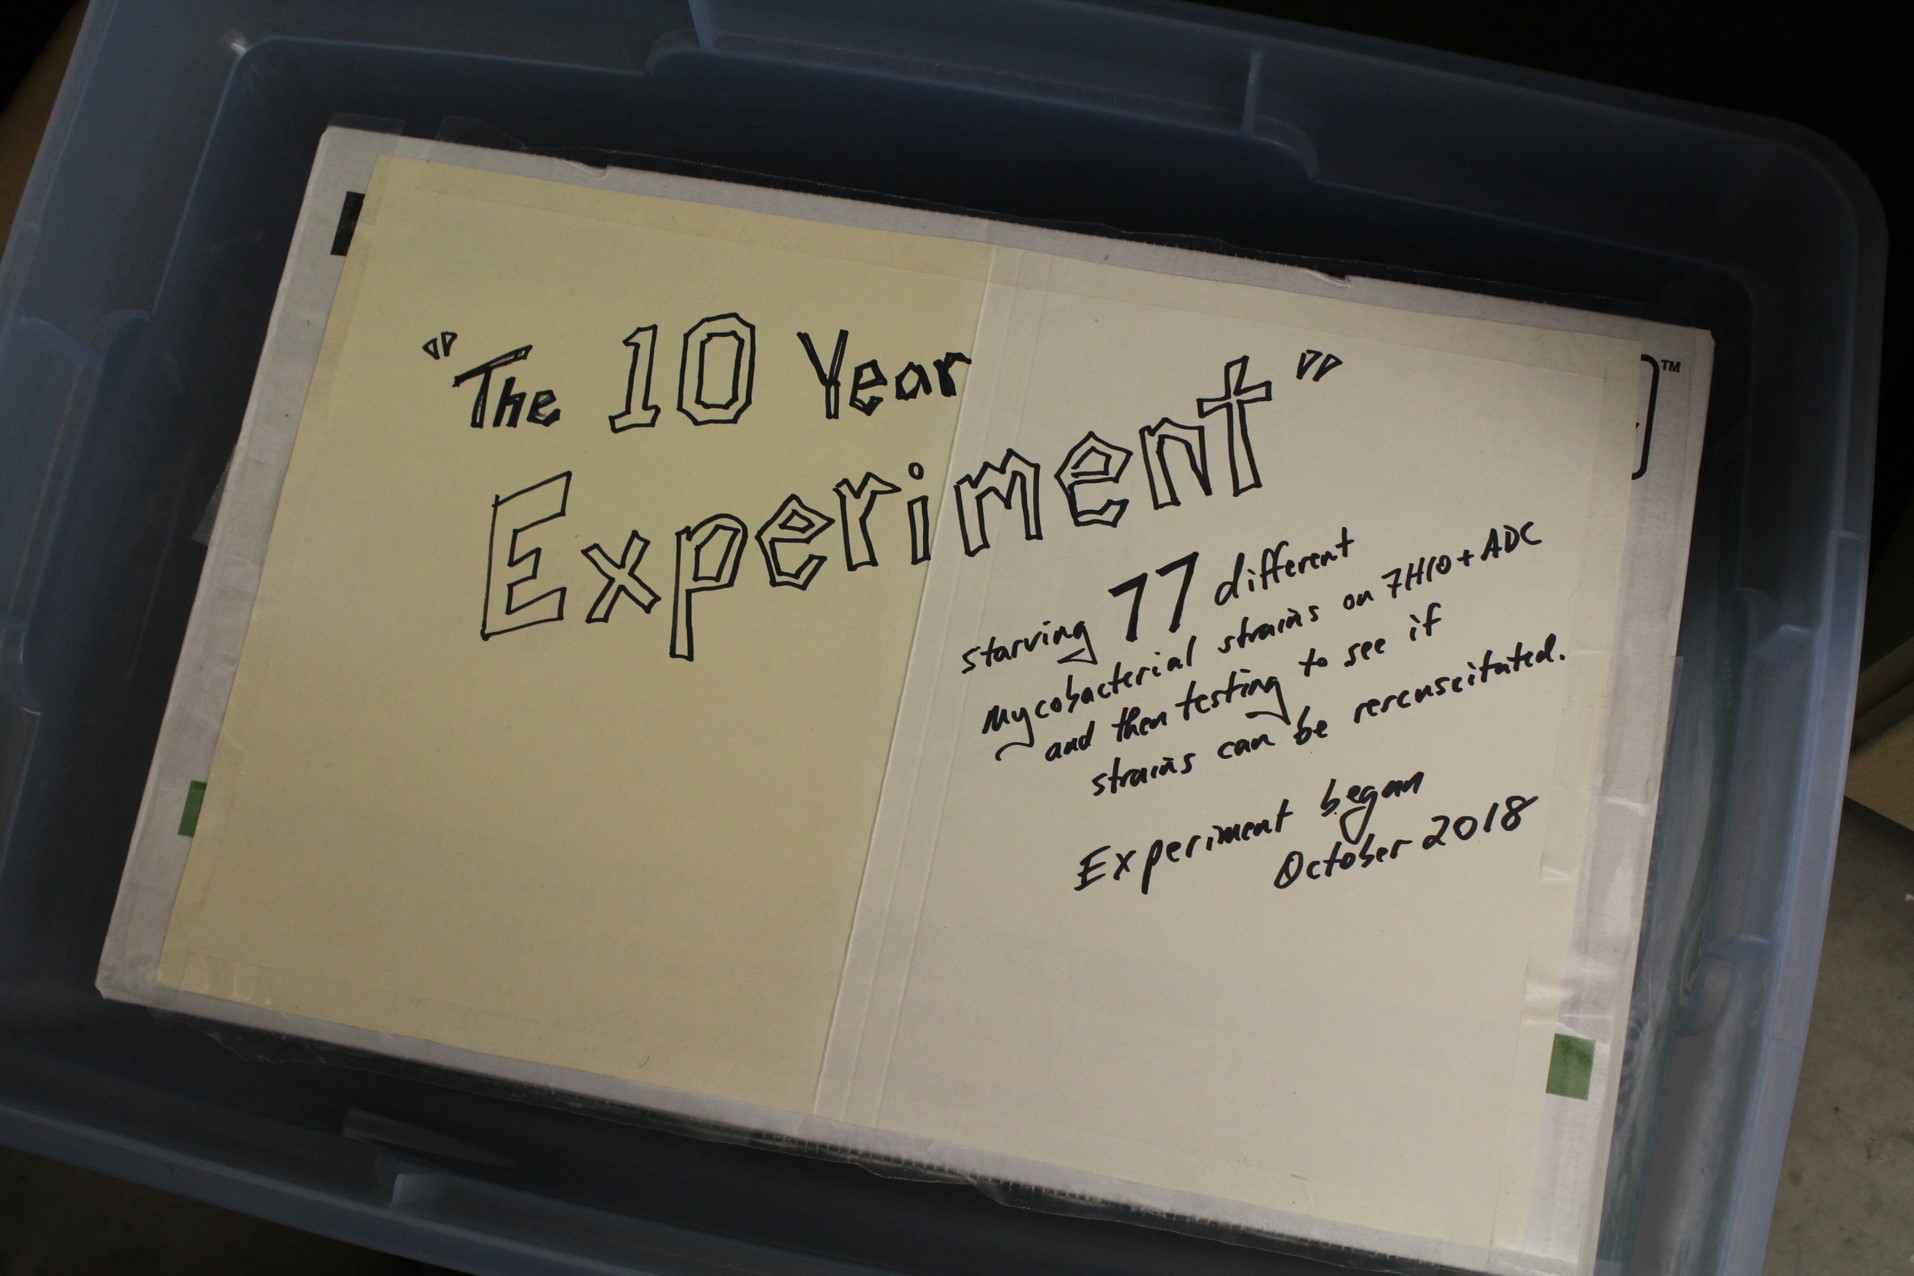 "The 10 Year
Experiment"
starving 77 different
mycobacterial strains on 7H10 + ADC
and then testing to see if
strains can be rercuscitated.
Experiment began
October 2018
TM